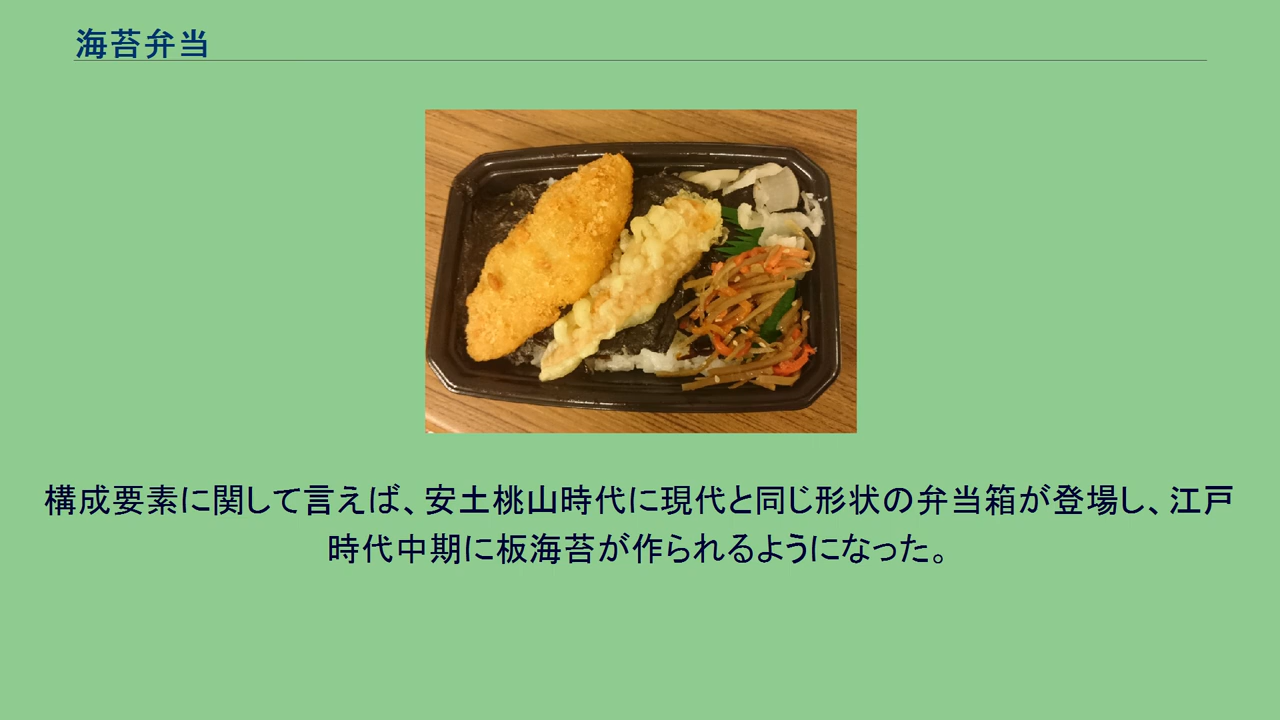 海苔弁当
構成要素に関して言えば、安土桃山時代に現代と同じ形状の弁当箱が登場し、江戸
時代中期に板海苔が作られるようになった。